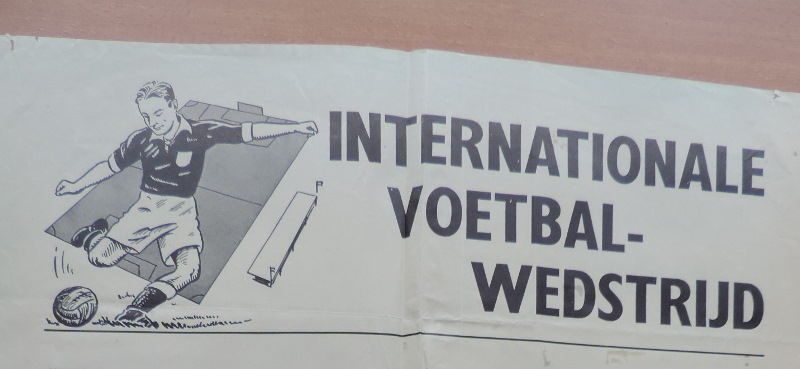 INTERNATIONALE
VOETBAL-
WEDSTRIJD